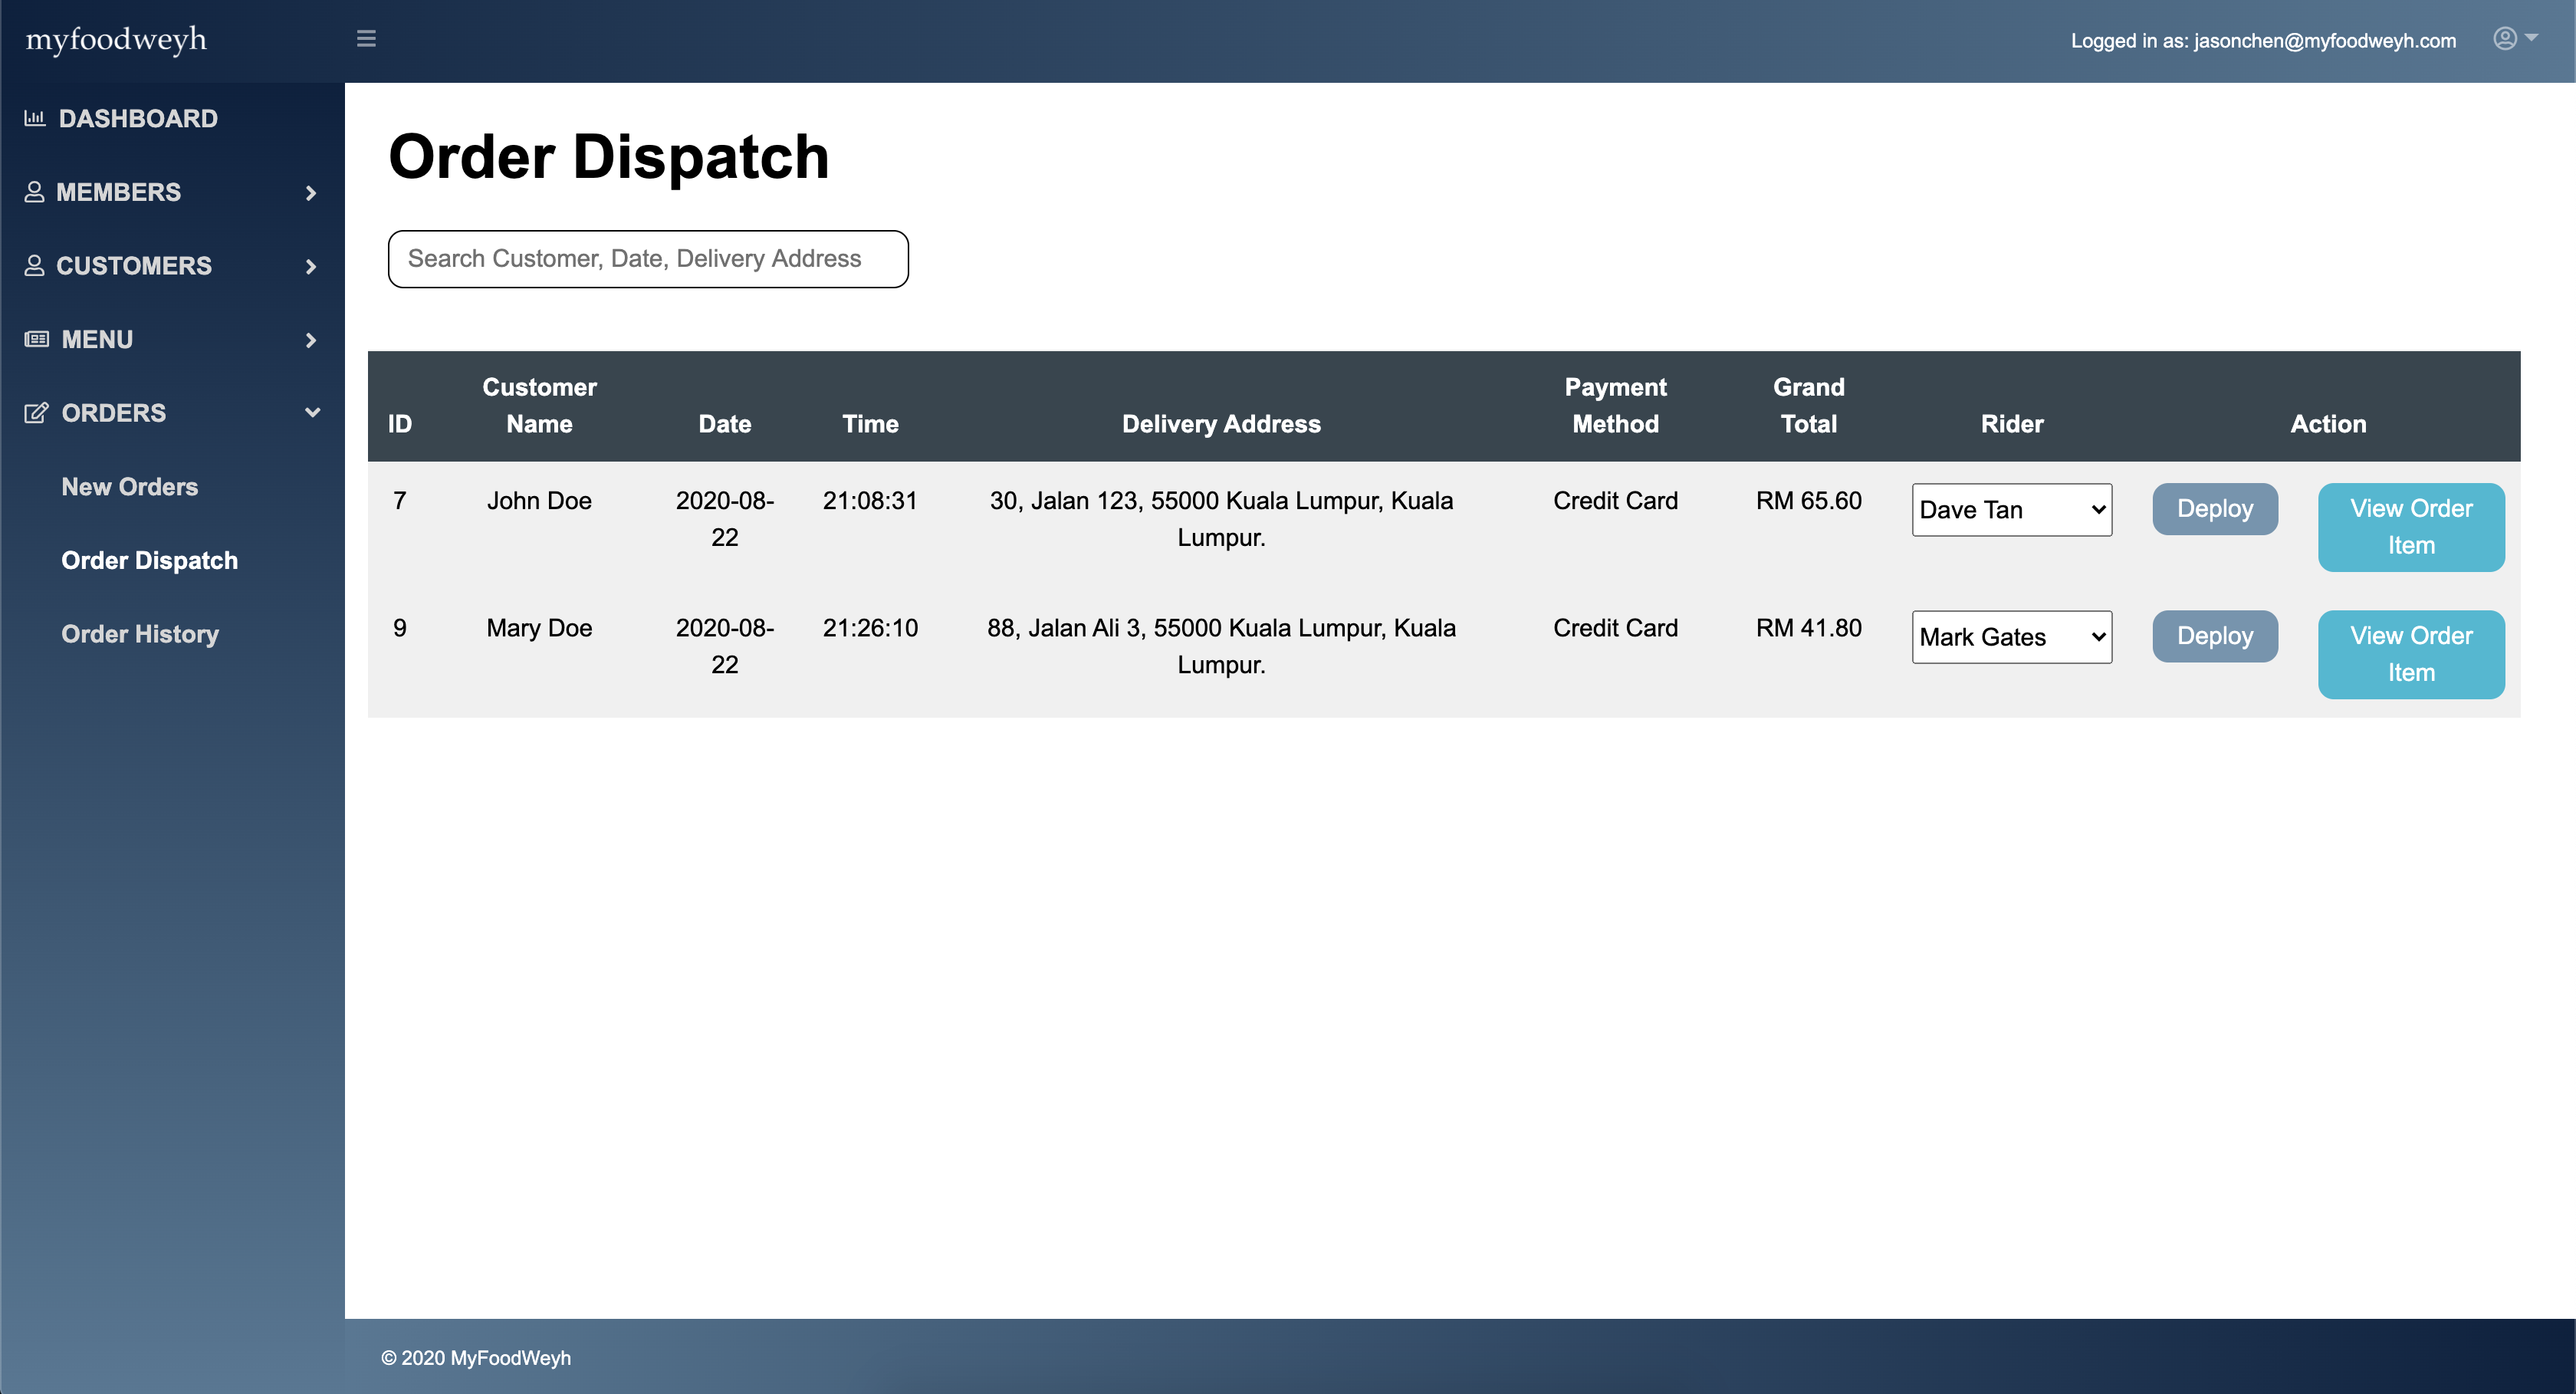 myfoodweyh
Logged in as: jasonchen@myfoodweyh.com
DASHBOARD
MEMBERS
CUSTOMERS
MENU
ORDERS
New Orders
Order Dispatch
Order History
Order Dispatch
Search Customer, Date, Delivery Address
ID Customer Name Date Time Delivery Address Payment Method Grand Total Rider Action
7 John Doe 2020-08-22 21:08:31 30, Jalan 123, 55000 Kuala Lumpur, Kuala Lumpur. Credit Card RM 65.60 Dave Tan Deploy View Order Item
9 Mary Doe 2020-08-22 21:26:10 88, Jalan Ali 3, 55000 Kuala Lumpur, Kuala Lumpur. Credit Card RM 41.80 Mark Gates Deploy View Order Item
© 2020 MyFoodWeyh